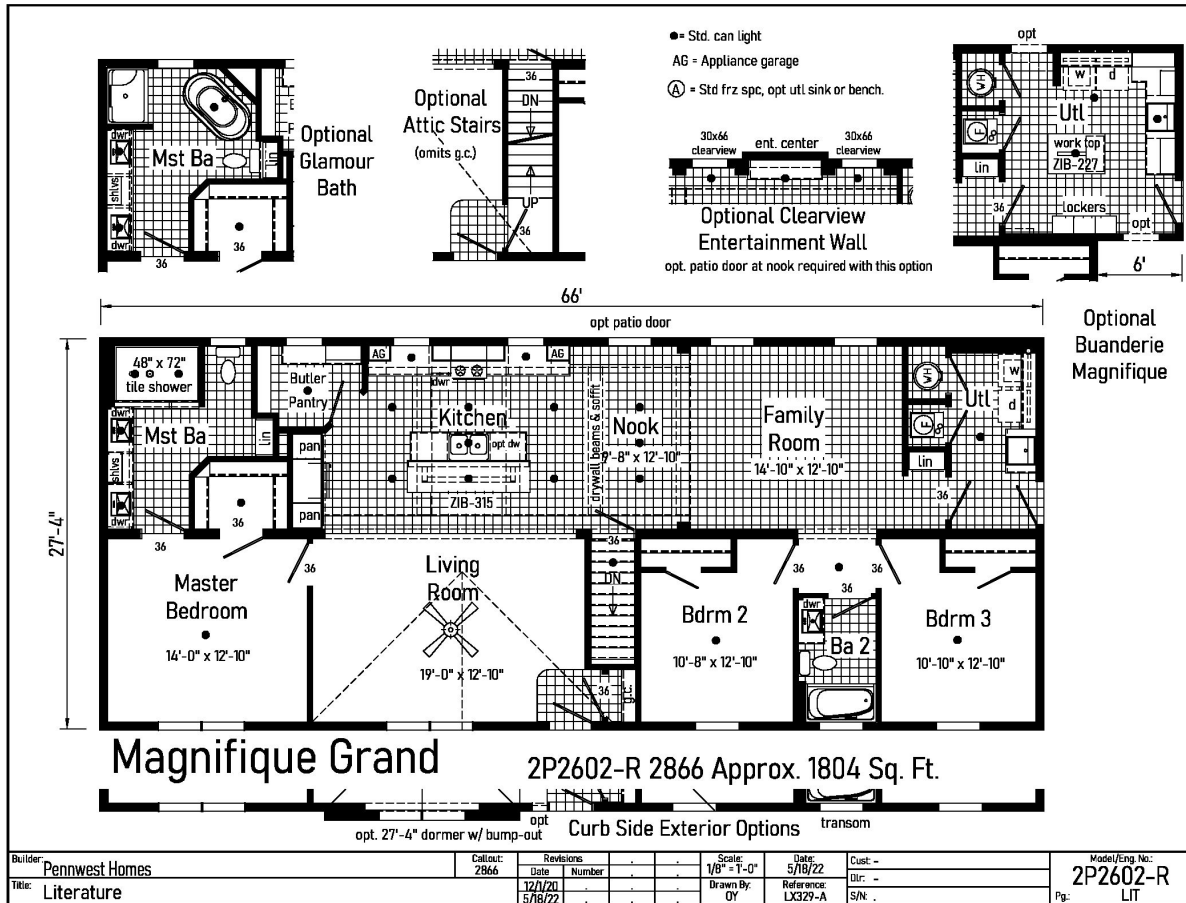 ●= Std. can light
AG = Appliance garage
Ⓐ = Std frz spc, opt utl sink or bench.
Mst Ba
dwr
shlvs
dwr
lin
36
36
Optional
Glamour
Bath
Optional
Attic Stairs
(omits g.c.)
36
DN
UP
36
30x66
clearview
ent. center
30x66
clearview
Optional Clearview
Entertainment Wall
opt. patio door at nook required with this option
opt
WH
F
w
d
Utl
work top
ZIB-227
lin
36
lockers
opt
6'
Optional
Buanderie
Magnifique
66'
opt patio door
27'-4"
48" x 72"
tile shower
dwr
Mst Ba
shlvs
dwr
lin
36
36
Butler
Pantry
pan
pan
AG
AG
dwr
Kitchen
opt dw
ZIB-315
drywall beams & soffit
Nook
9'-8" x 12'-10"
Family
Room
14'-10" x 12'-10"
WH
F
lin
Utl
w
d
36
Master
Bedroom
14'-0" x 12'-10"
36
Living
Room
19'-0" x 12'-10"
36
DN
36
g.c.
Bdrm 2
10'-8" x 12'-10"
36
36
36
dwr
Ba 2
Bdrm 3
10'-10" x 12'-10"
Magnifique Grand
2P2602-R 2866 Approx. 1804 Sq. Ft.
opt. 27'-4" dormer w/ bump-out
opt
Curb Side Exterior Options
transom
Builder:
Pennwest Homes
Title:
Literature
Callout:
2866
Revisions
Date
Number
12/1/20
5/18/22
Scale:
1/8" = 1'-0"
Date:
5/18/22
Drawn By:
OY
Reference:
LX329-A
Cust: -
Dlr: -
S/N: .
Model/Eng. No.:
2P2602-R
Pg.: LIT